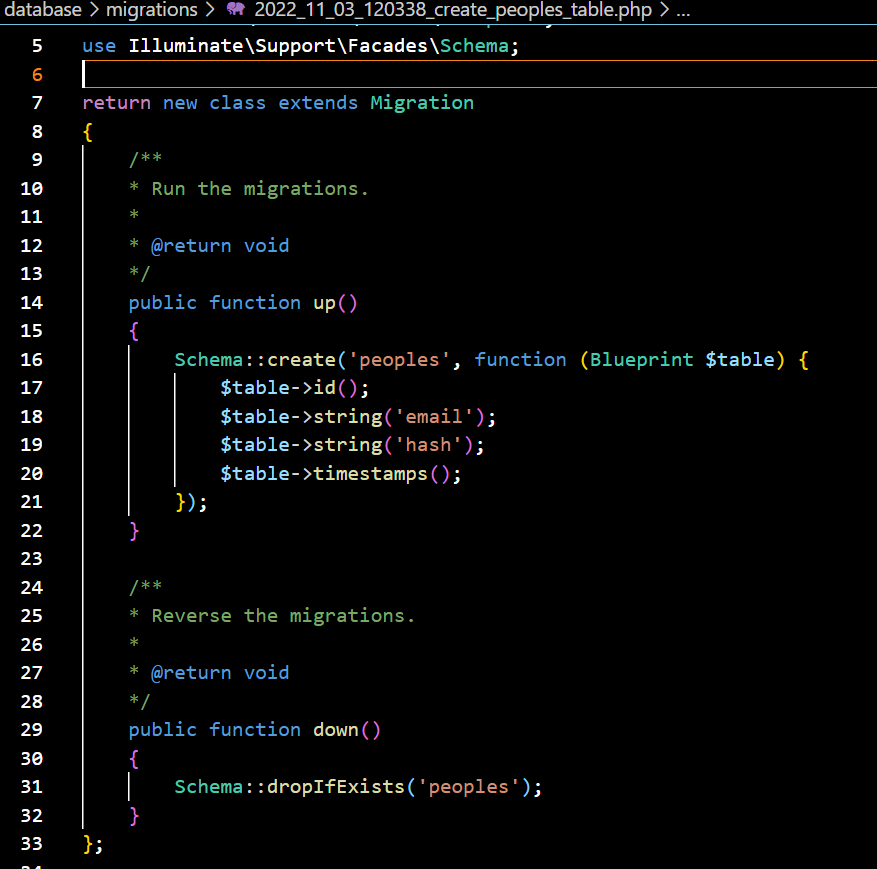 database > migrations > 2022_11_03_120338_create_peoples_table.php > ...
5 use Illuminate\Support\Facades\Schema;
6
7 return new class extends Migration
8 {
9     /**
10     * Run the migrations.
11     *
12     * @return void
13     */
14     public function up()
15     {
16         Schema::create('peoples', function (Blueprint $table) {
17             $table->id();
18             $table->string('email');
19             $table->string('hash');
20             $table->timestamps();
21         });
22     }
23
24     /**
25     * Reverse the migrations.
26     *
27     * @return void
28     */
29     public function down()
30     {
31         Schema::dropIfExists('peoples');
32     }
33 };